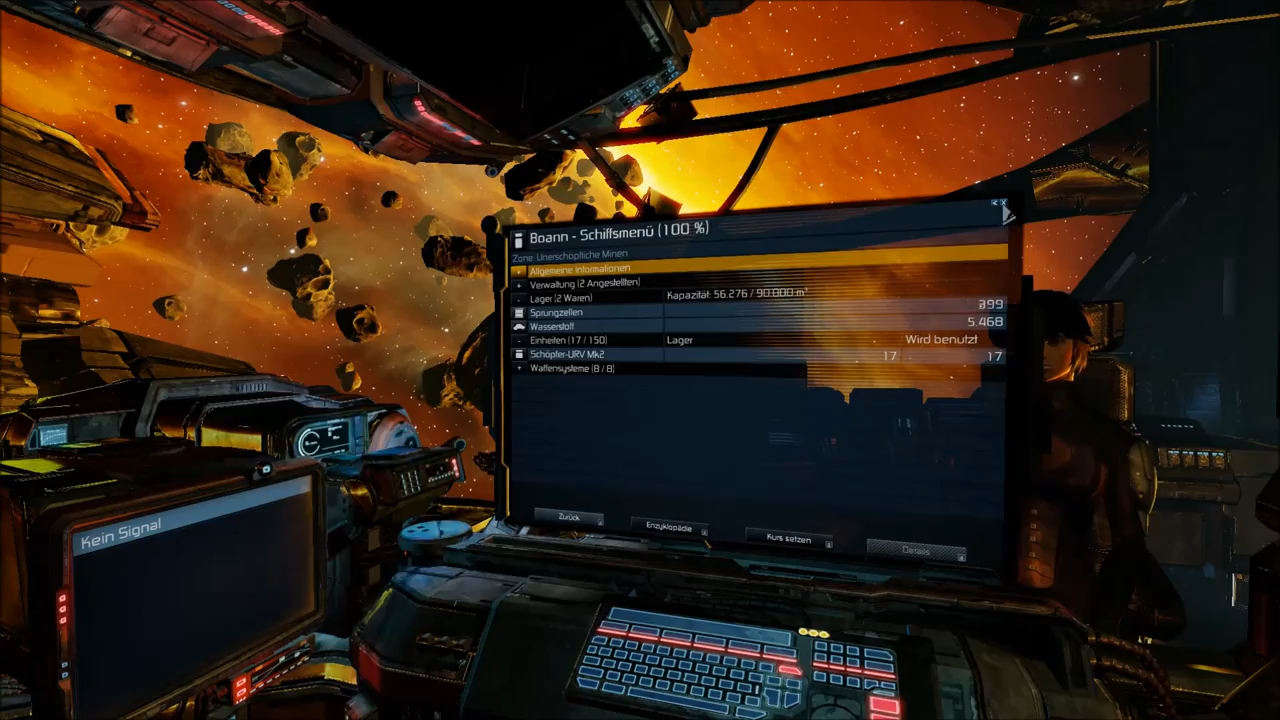 Boann - Schiffsmenü (100 %)
Zone: Unerschöpfliche Minen
Allgemeine Informationen
Verwaltung (2 Angestellten)
Lager (2 Waren) Kapazität: 56.276 / 90.000 m³
Sprungzellen 399
Wasserstoff 5.468
Einheiten (17 / 150) Lager Wird benutzt
Schöpfer-URV Mk2 17 17
Waffensysteme (8 / 8)
Kein Signal
Zurück Enzyklopädie Kurs setzen Details